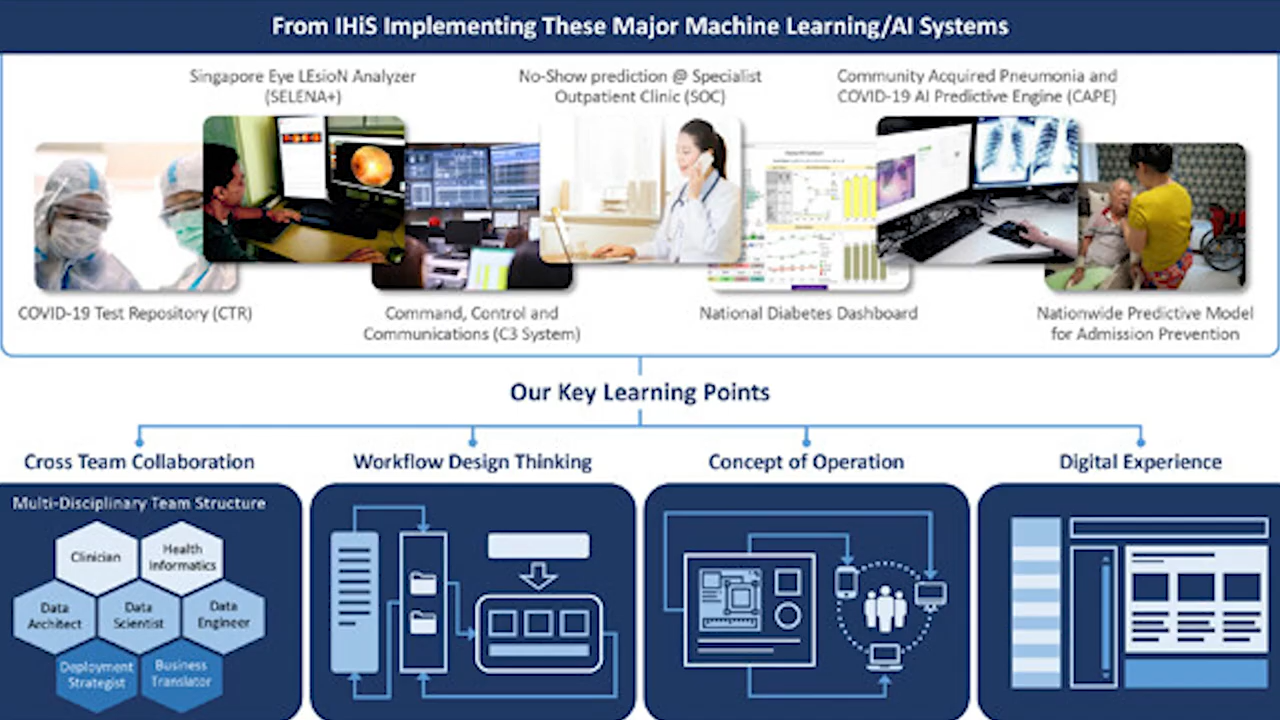 From IHiS Implementing These Major Machine Learning/AI Systems
Singapore Eye LEsioN Analyzer
(SELENA+)
No-Show prediction @ Specialist
Outpatient Clinic (SOC)
Community Acquired Pneumonia and
COVID-19 AI Predictive Engine (CAPE)
COVID-19 Test Repository (CTR)
Command, Control and
Communications (C3 System)
National Diabetes Dashboard
Nationwide Predictive Model
for Admission Prevention
Our Key Learning Points
Cross Team Collaboration
Workflow Design Thinking
Concept of Operation
Digital Experience
Multi-Disciplinary Team Structure
Clinician
Health
Informatics
Data
Architect
Data
Scientist
Data
Engineer
Deployment
Strategist
Business
Translator